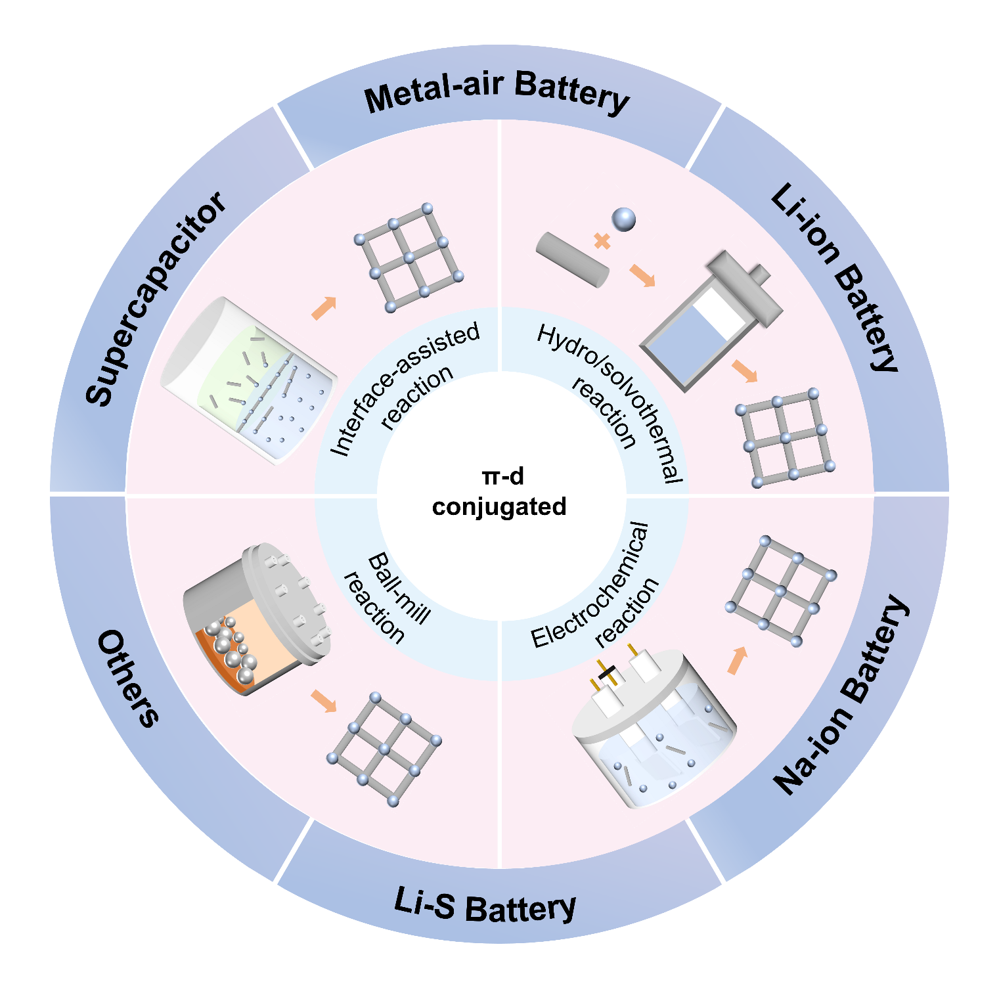 Metal-air Battery
Li-ion Battery
Na-ion Battery
Li-S Battery
Others
Supercapacitor
Interface-assisted
reaction
Hydro/solvothermal
reaction
Electrochemical
reaction
Ball-mill
reaction
π-d
conjugated